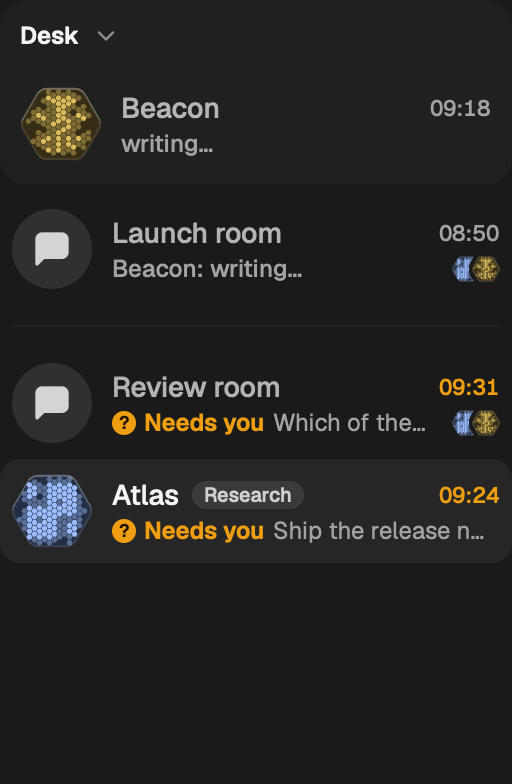 Desk
Beacon 09:18
writing...
Launch room 08:50
Beacon: writing...
Review room 09:31
? Needs you Which of the...
Atlas Research 09:24
? Needs you Ship the release n...